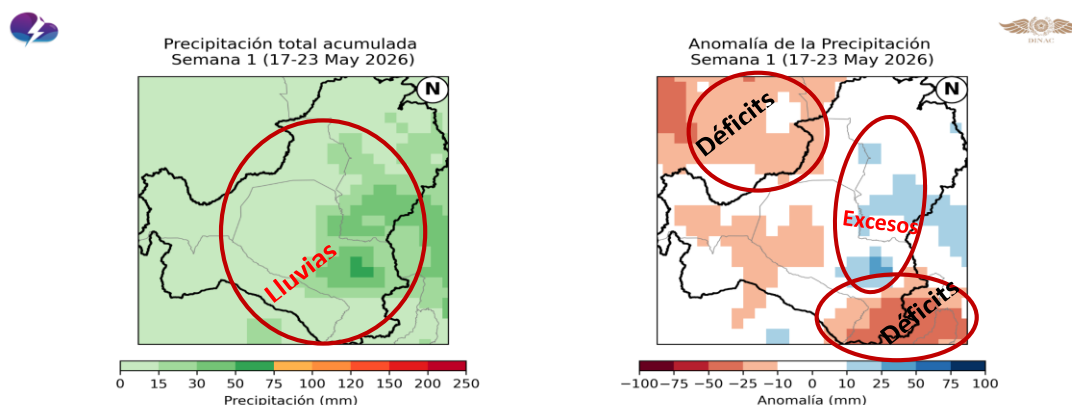 Precipitación total acumulada
Semana 1 (17-23 May 2026)
N
Lluvias
0 15 30 50 75 100 120 150 200 250
Precipitación (mm)
DINAC
Anomalía de la Precipitación
Semana 1 (17-23 May 2026)
N
Déficits
Excesos
Déficits
−100 −75 −50 −25 −10 0 10 25 50 75 100
Anomalía (mm)